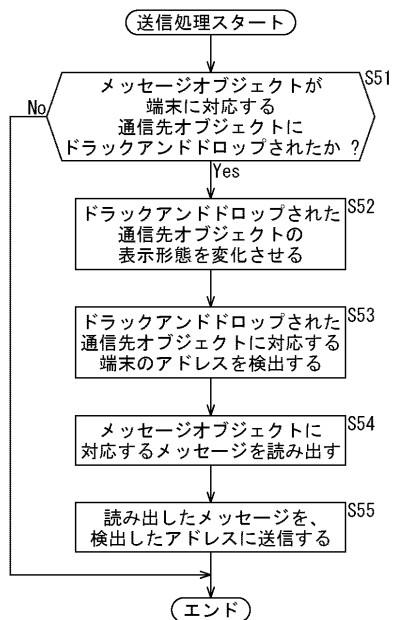 送信処理スタート
S51
メッセージオブジェクトが
端末に対応する
通信先オブジェクトに
ドラックアンドドロップされたか ?
No
Yes
S52
ドラックアンドドロップされた
通信先オブジェクトの
表示形態を変化させる
S53
ドラックアンドドロップされた
通信先オブジェクトに対応する
端末のアドレスを検出する
S54
メッセージオブジェクトに
対応するメッセージを読み出す
S55
読み出したメッセージを、
検出したアドレスに送信する
エンド